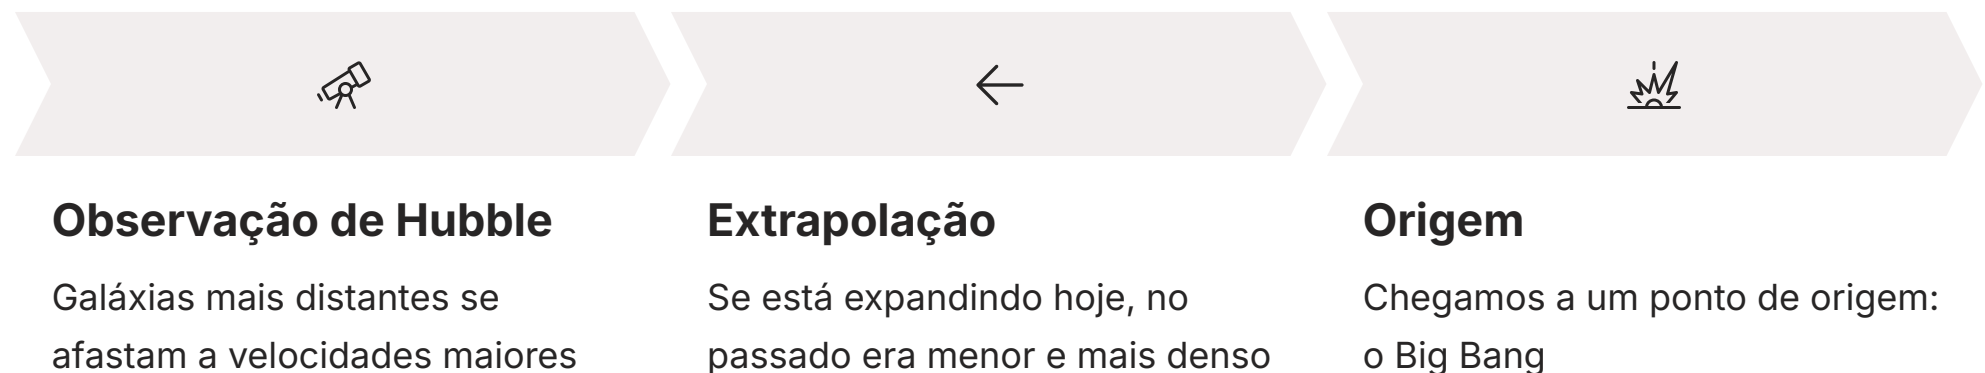 Observação de Hubble
Galáxias mais distantes se
afastam a velocidades maiores
Extrapolação
Se está expandindo hoje, no
passado era menor e mais denso
Origem
Chegamos a um ponto de origem:
o Big Bang